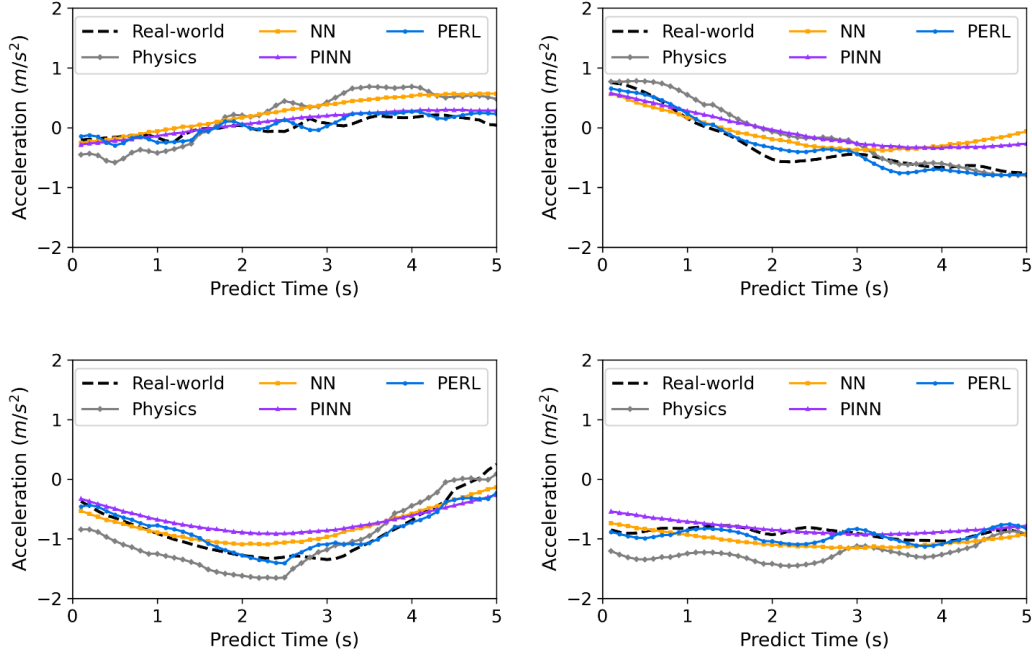 Real-world NN PERL
Physics PINN
Acceleration (m/s²)
2
1
0
−1
−2
0 1 2 3 4 5
Predict Time (s)
Real-world NN PERL
Physics PINN
Acceleration (m/s²)
2
1
0
−1
−2
0 1 2 3 4 5
Predict Time (s)
Real-world NN PERL
Physics PINN
Acceleration (m/s²)
2
1
0
−1
−2
0 1 2 3 4 5
Predict Time (s)
Real-world NN PERL
Physics PINN
Acceleration (m/s²)
2
1
0
−1
−2
0 1 2 3 4 5
Predict Time (s)